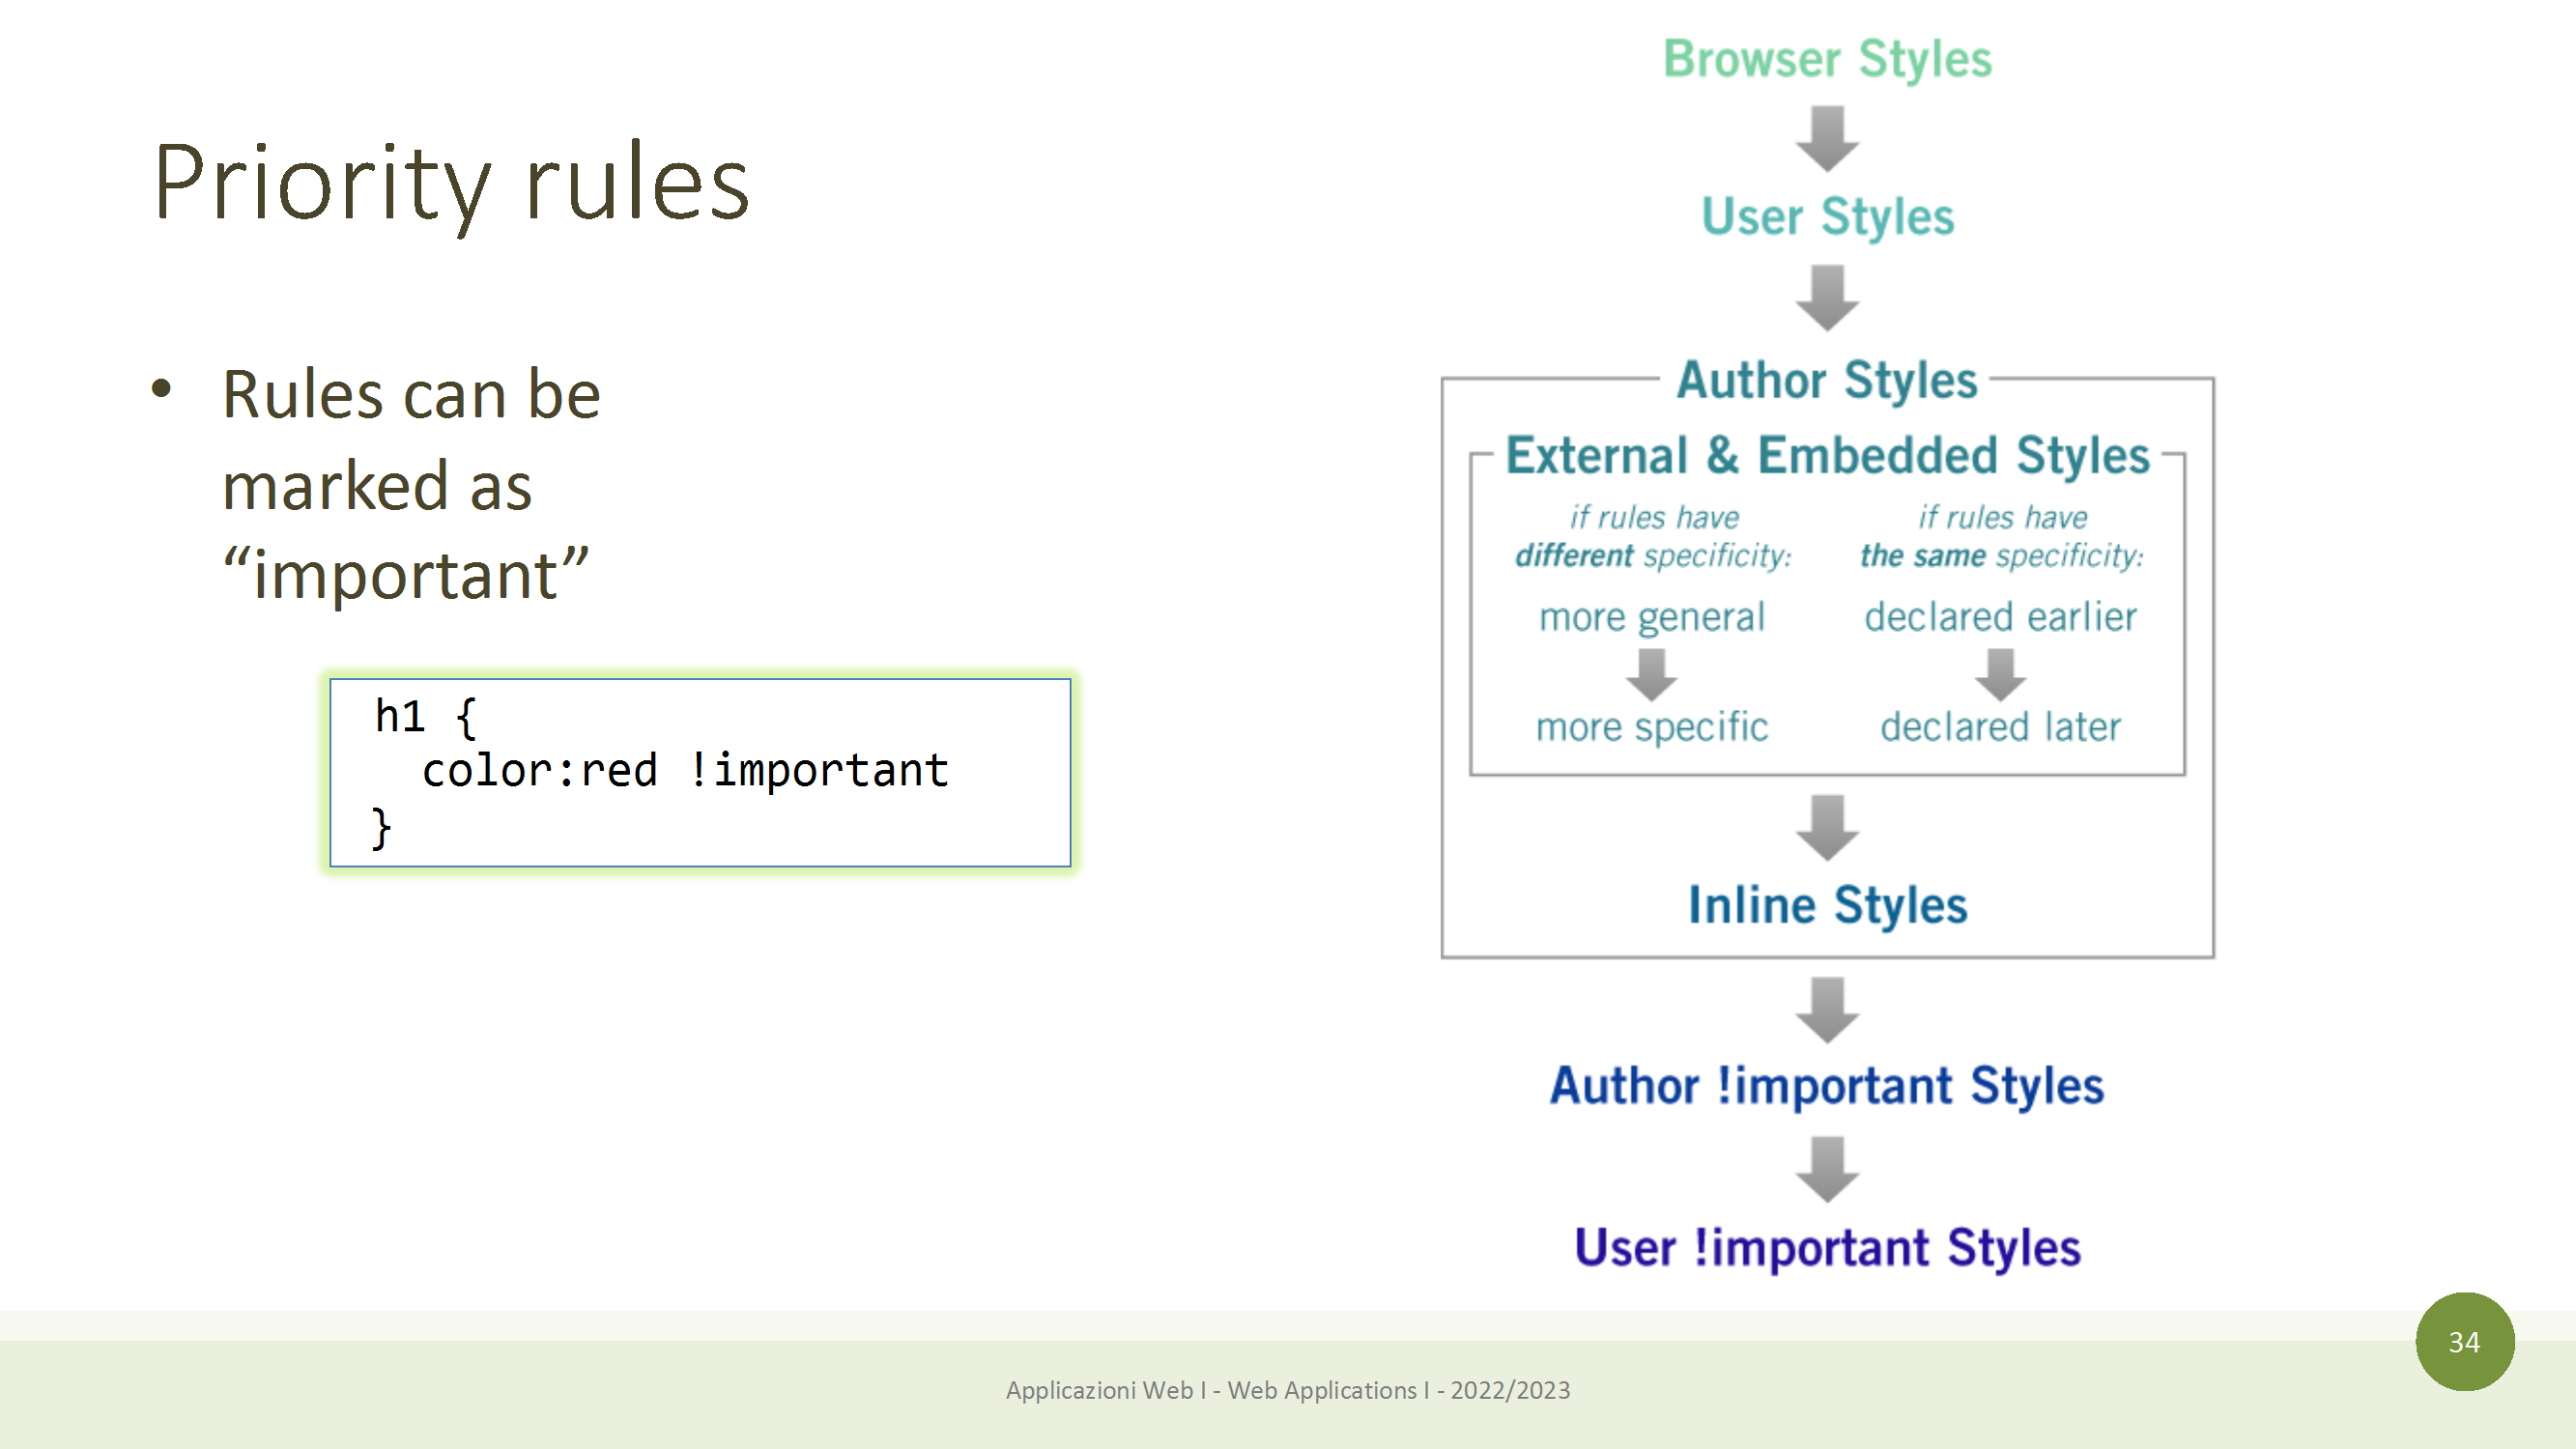 Priority rules
• Rules can be
marked as
“important”
h1 {
  color:red !important
}
Browser Styles
User Styles
Author Styles
External & Embedded Styles
if rules have
different specificity:
more general
more specific
if rules have
the same specificity:
declared earlier
declared later
Inline Styles
Author !important Styles
User !important Styles
34
Applicazioni Web I - Web Applications I - 2022/2023